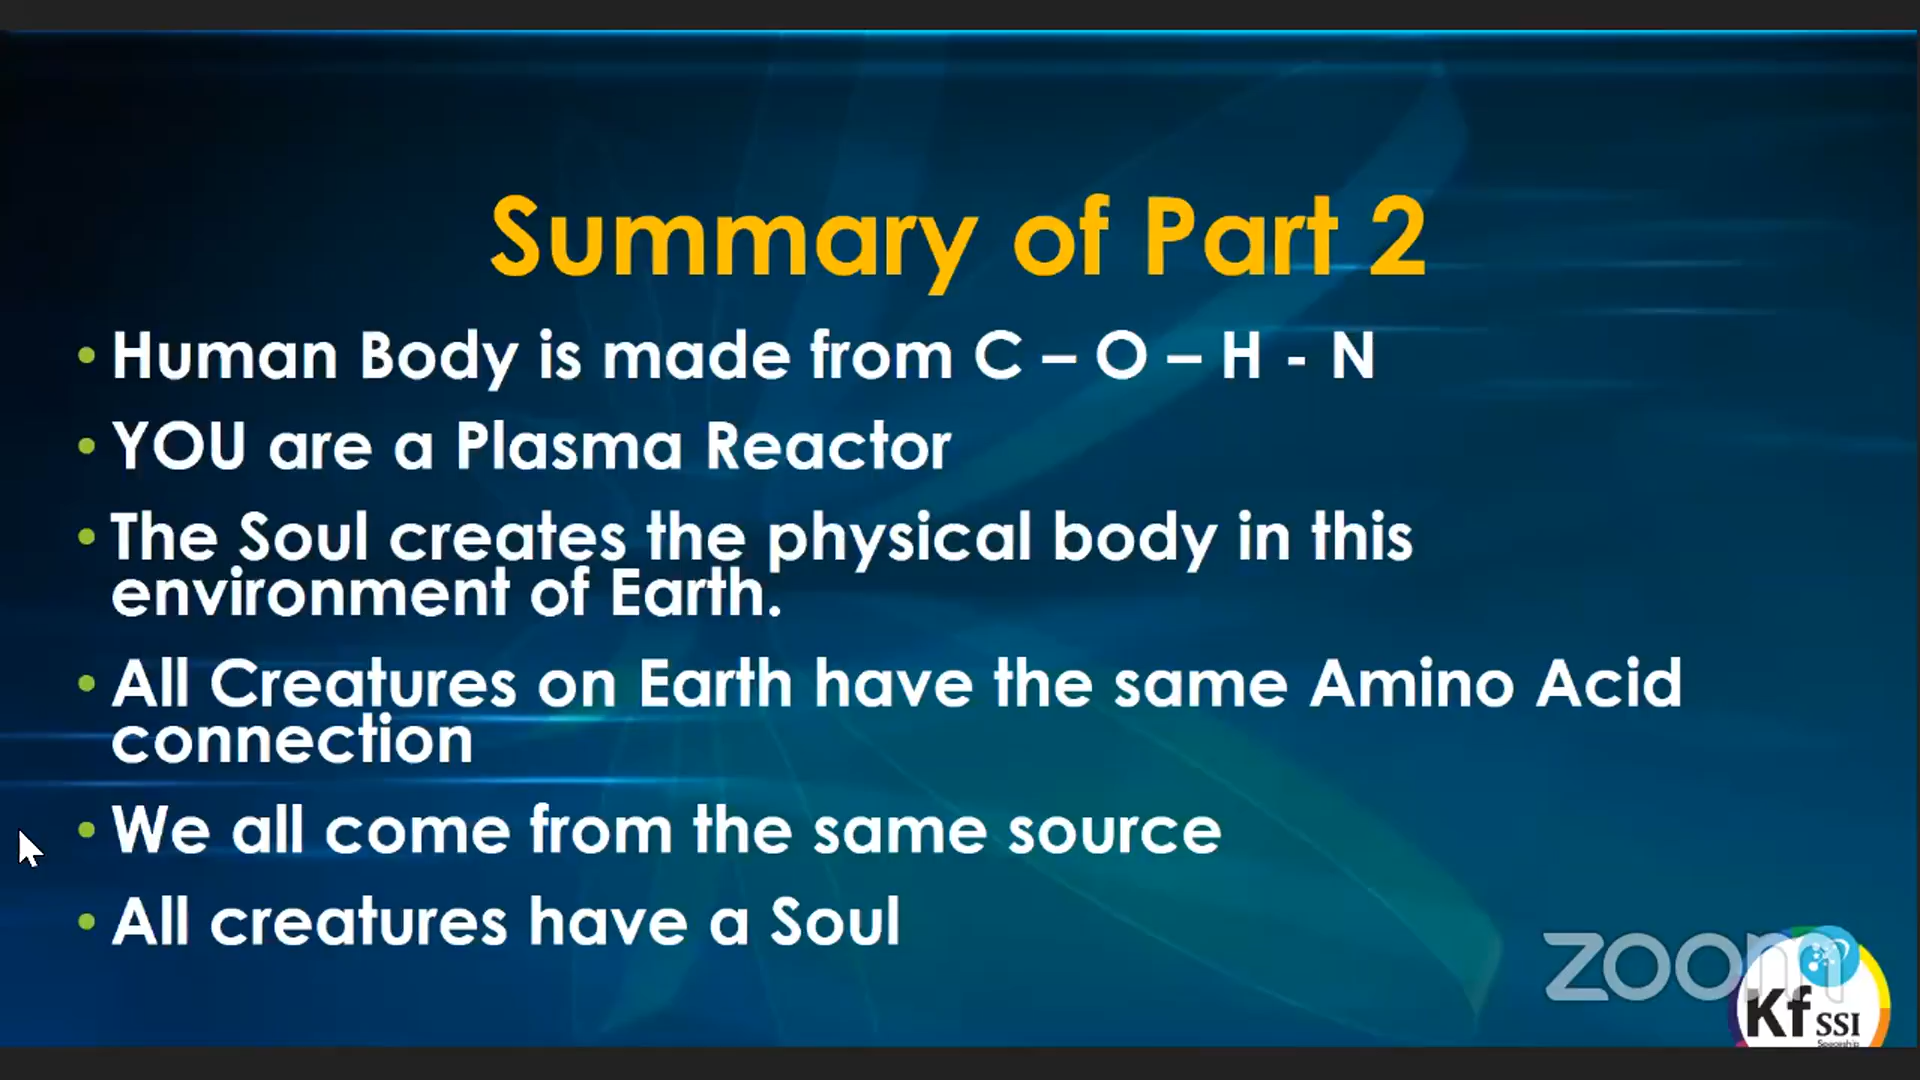 Summary of Part 2
• Human Body is made from C – O – H - N
• YOU are a Plasma Reactor
• The Soul creates the physical body in this
environment of Earth.
• All Creatures on Earth have the same Amino Acid
connection
• We all come from the same source
• All creatures have a Soul
zoom
Kf SSI